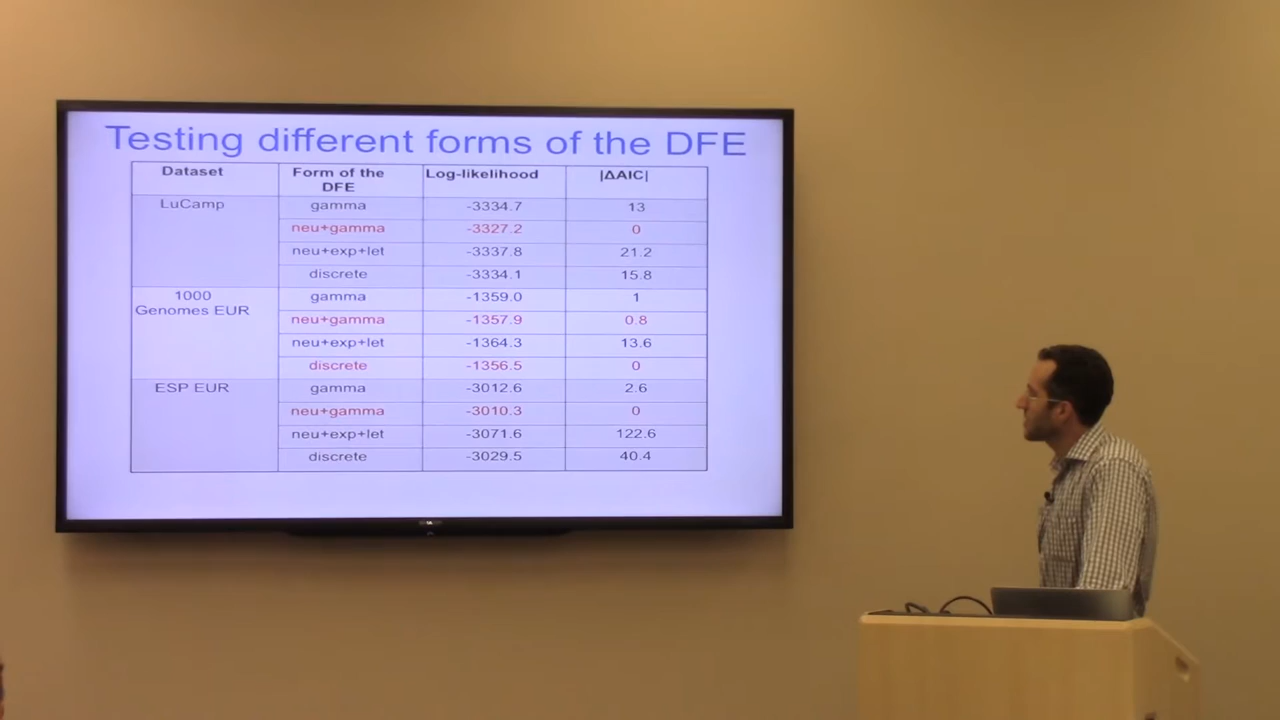 Testing different forms of the DFE
Dataset Form of the DFE Log-likelihood |ΔAIC|
LuCamp gamma -3334.7 13
neu+gamma -3327.2 0
neu+exp+let -3337.8 21.2
discrete -3334.1 15.8
1000 Genomes EUR gamma -1359.0 1
neu+gamma -1357.9 0.8
neu+exp+let -1364.3 13.6
discrete -1356.5 0
ESP EUR gamma -3012.6 2.6
neu+gamma -3010.3 0
neu+exp+let -3071.6 122.6
discrete -3029.5 40.4